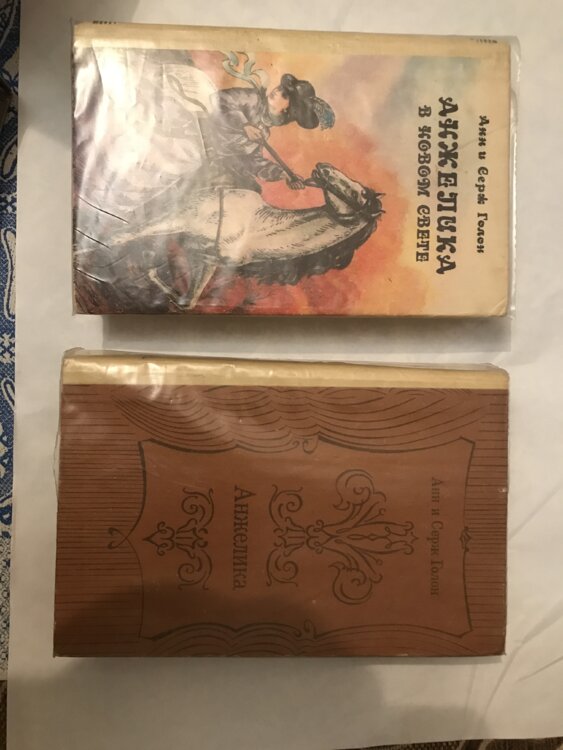 Анн и Серж Голон
АНЖЕЛИКА
В НОВОМ СВЕТЕ
Анн и Серж Голон
Анжелика